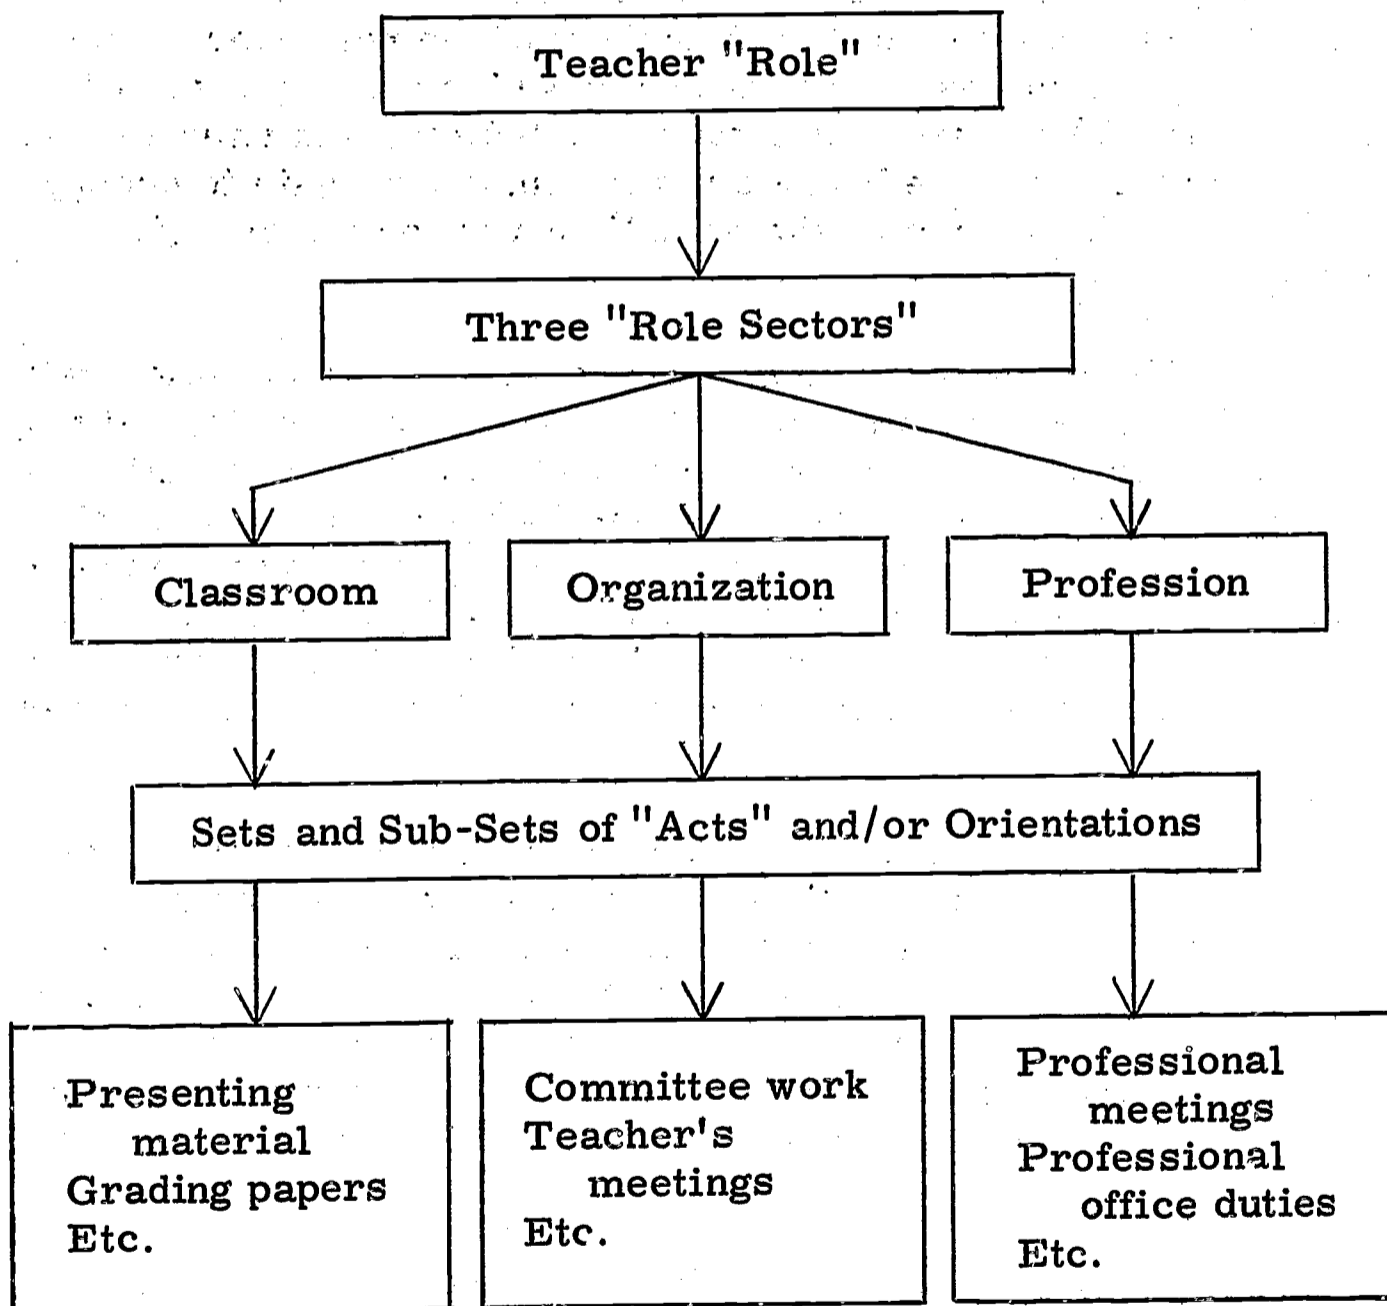 Teacher "Role"
Three "Role Sectors"
Classroom
Organization
Profession
Sets and Sub-Sets of "Acts" and/or Orientations
Presenting
material
Grading papers
Etc.
Committee work
Teacher's
meetings
Etc.
Professional
meetings
Professional
office duties
Etc.